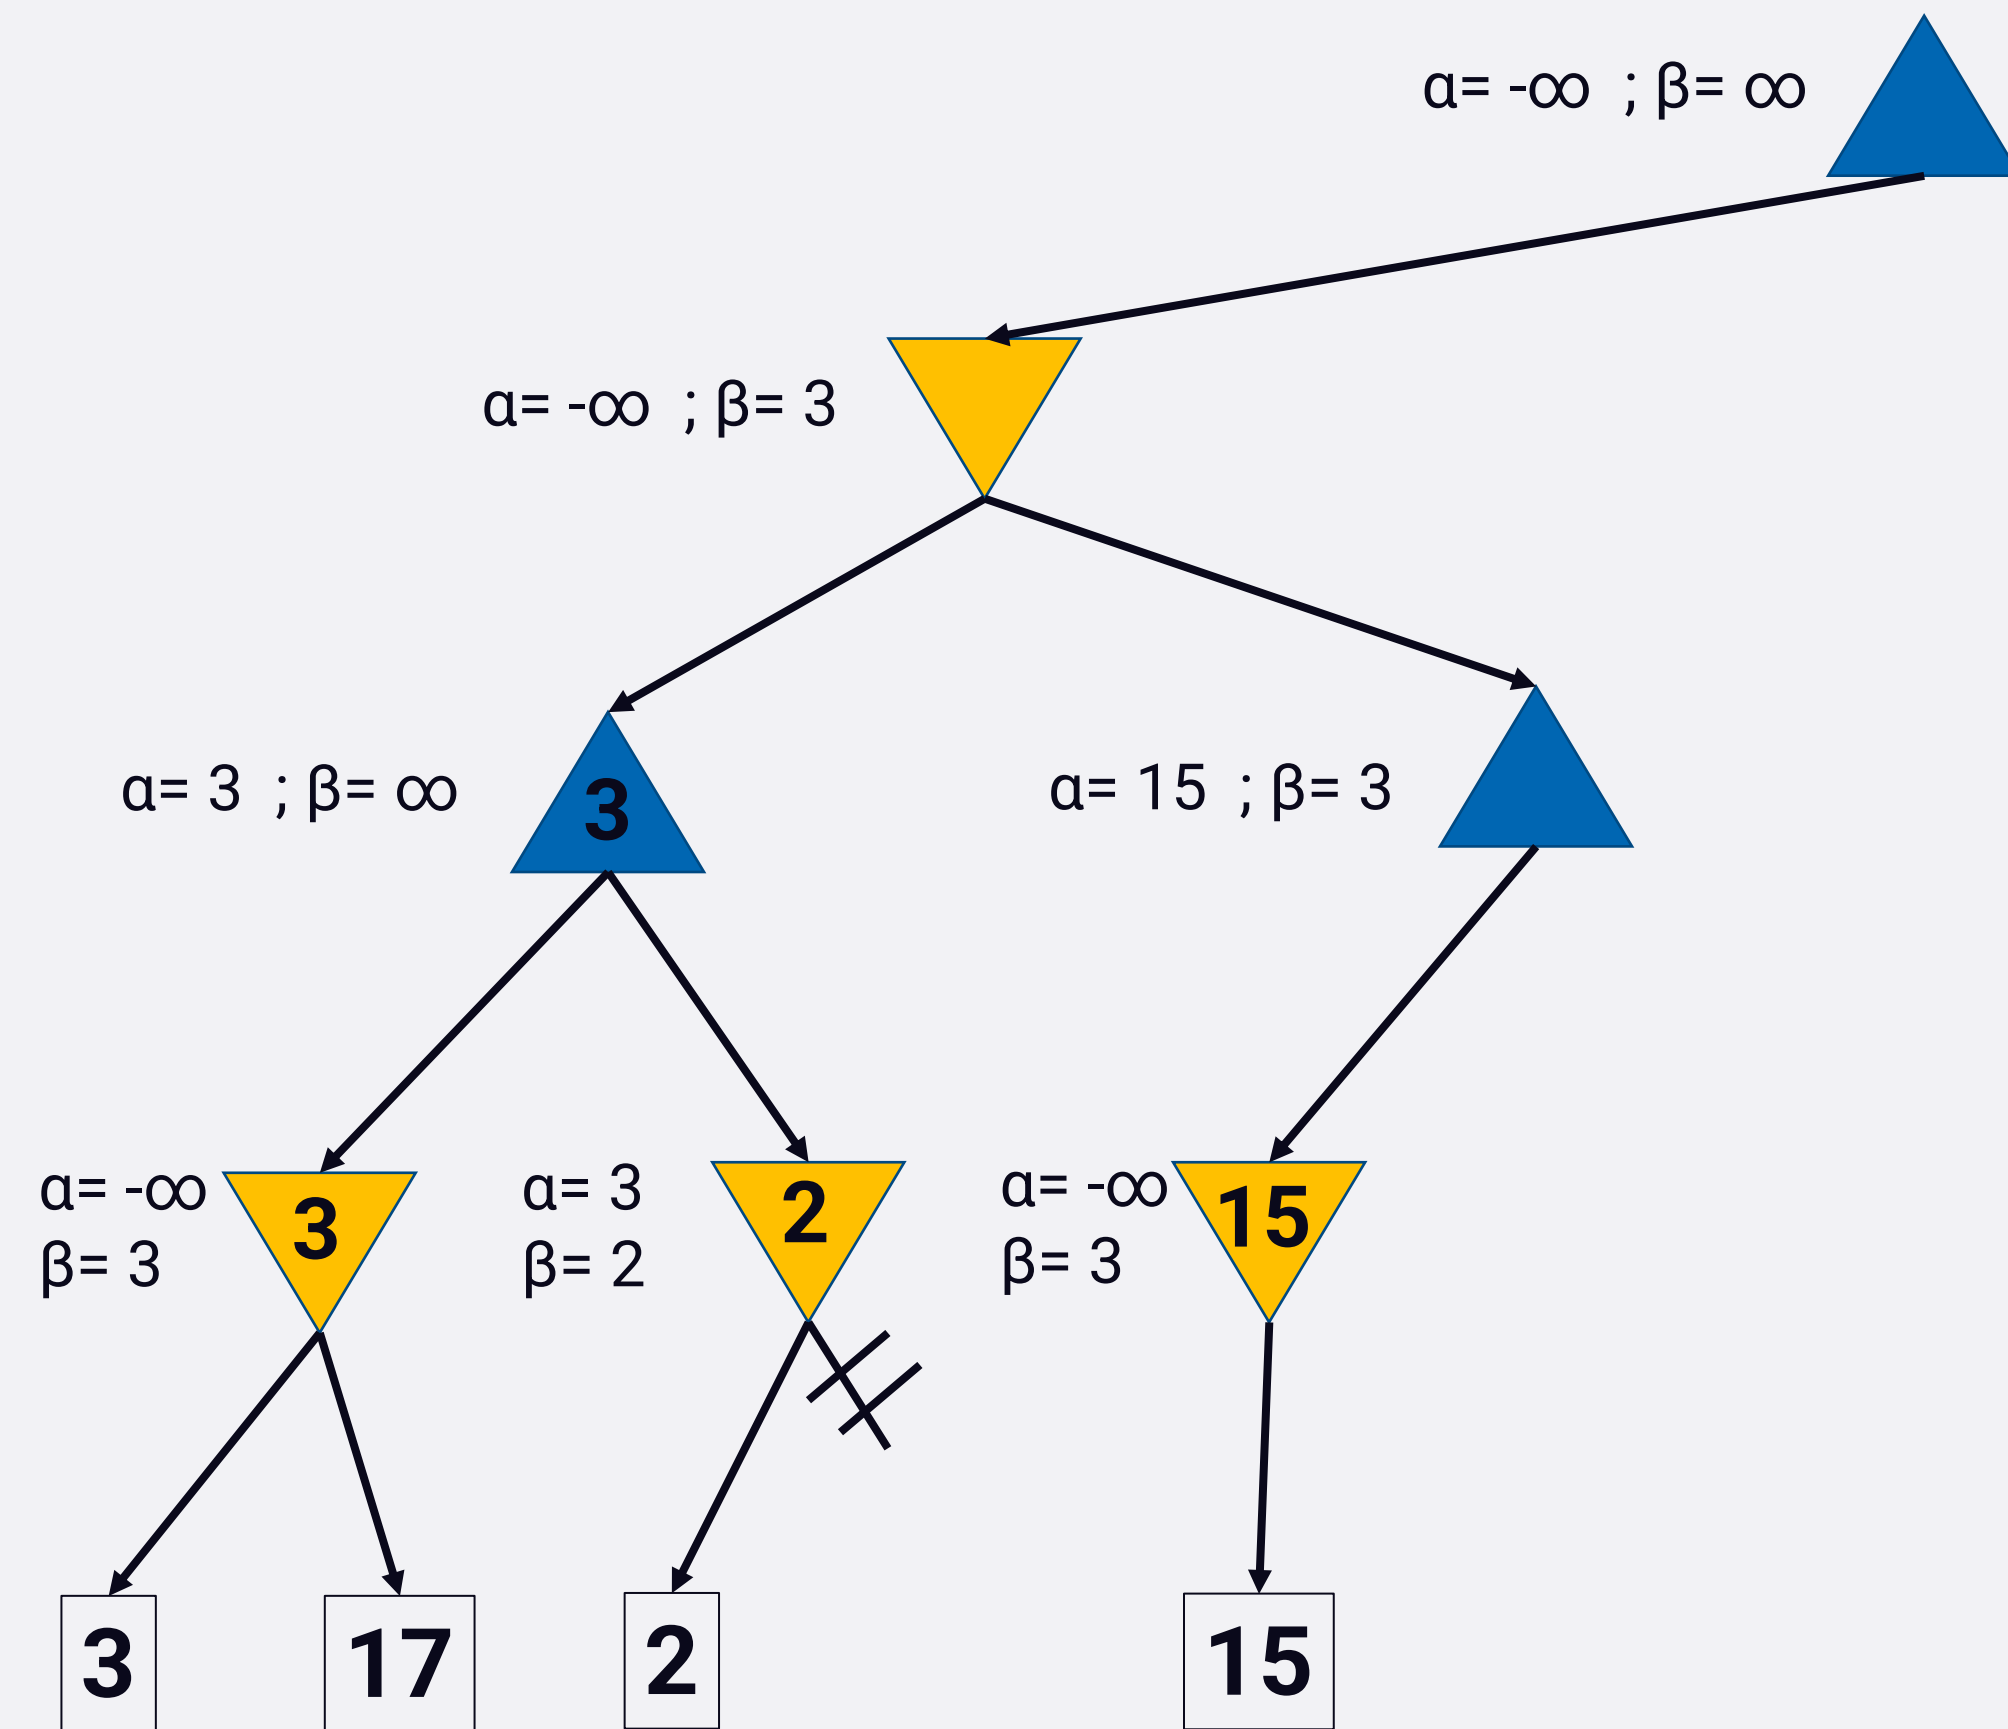 α= -∞ ; β= ∞
α= -∞ ; β= 3
α= 3 ; β= ∞
3
α= 15 ; β= 3
α= -∞
β= 3
3
α= 3
β= 2
2
α= -∞
β= 3
15
3
17
2
15